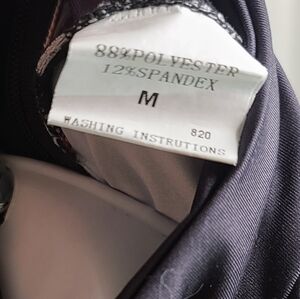 88%POLYESTER
12%SPANDEX
M
820
WASHING INSTRUTIONS